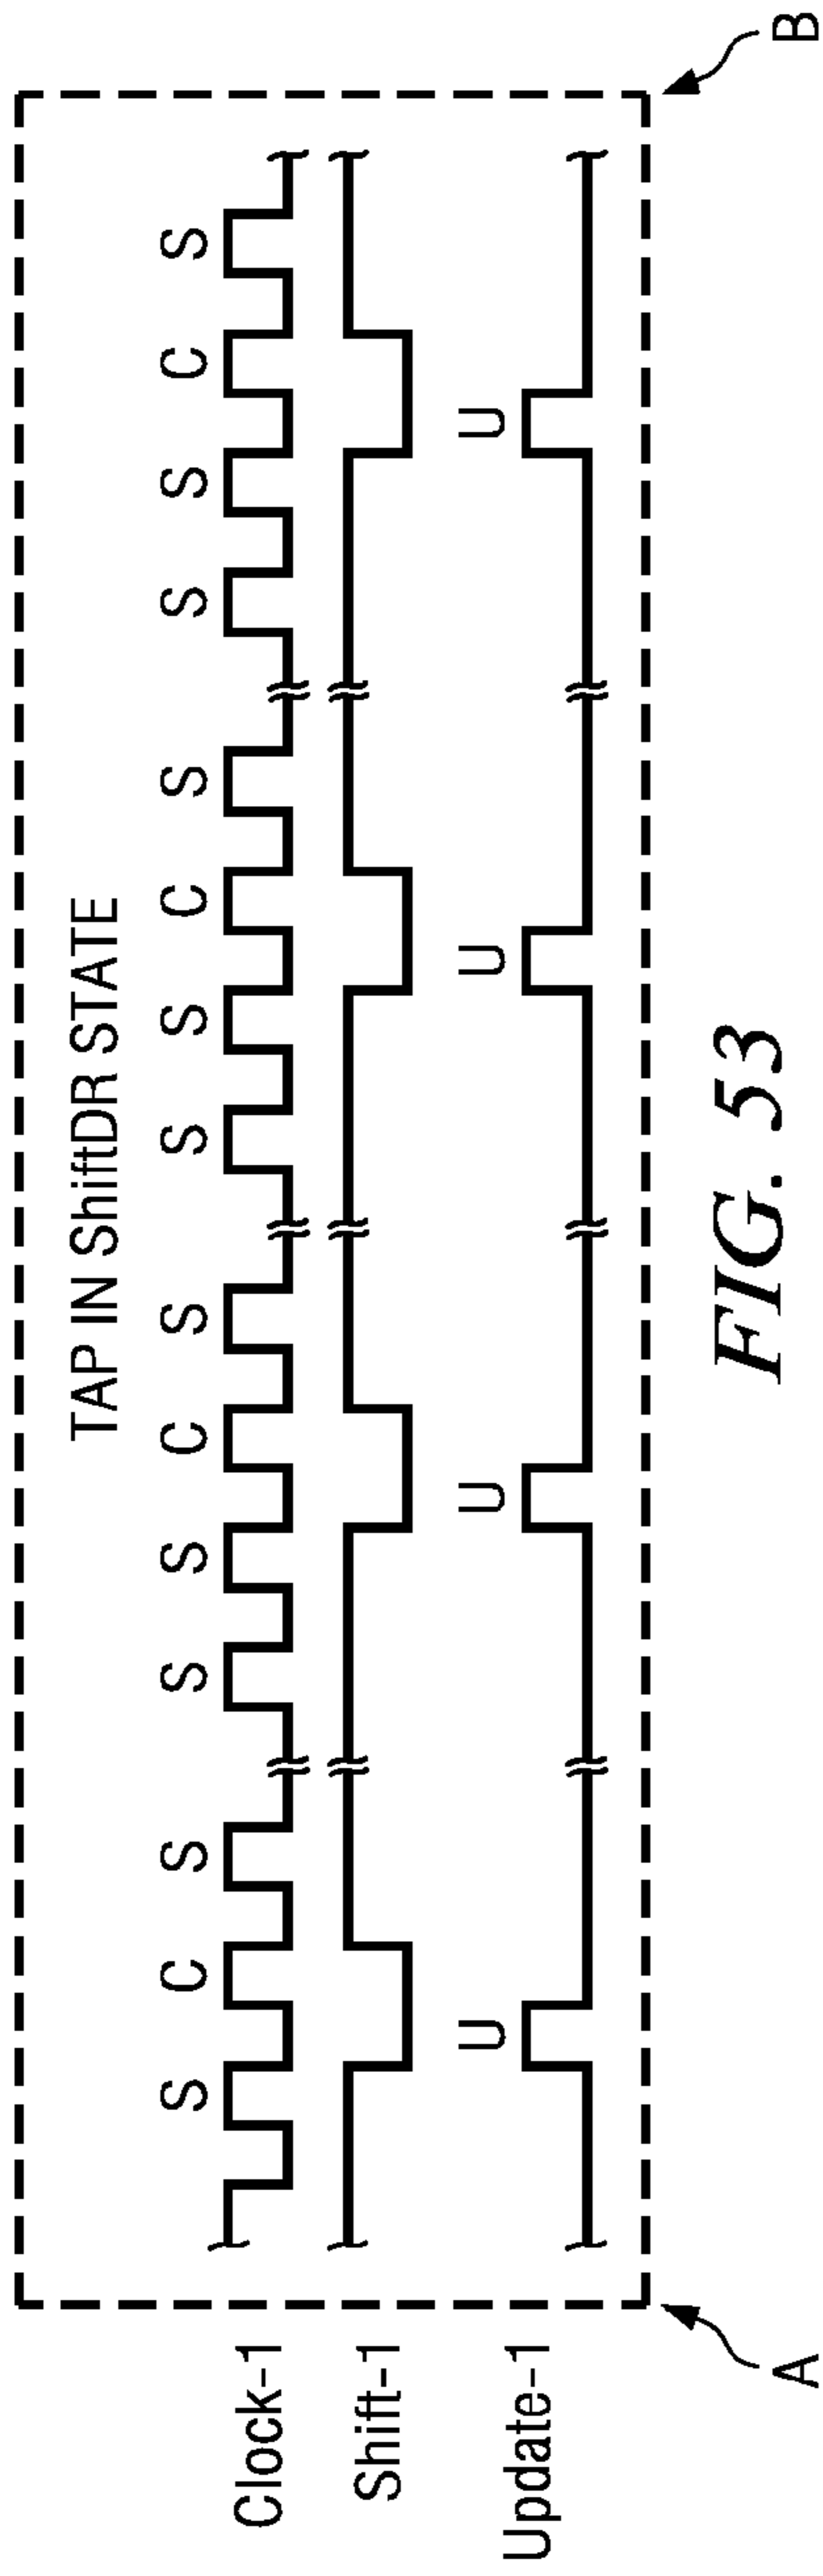 TAP IN ShiftDR STATE
S C S S S C S S S C S S S C S
Clock-1
Shift-1
U U U U
Update-1
A B
FIG. 53